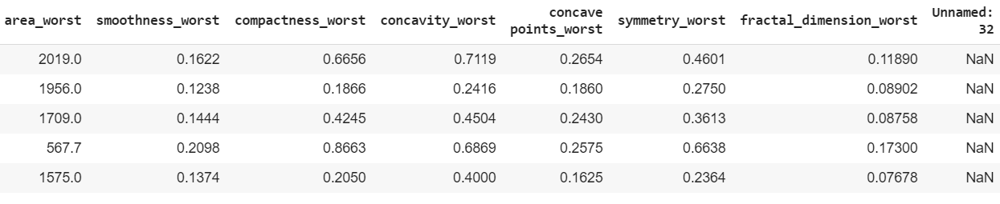 area_worst smoothness_worst compactness_worst concavity_worst concave points_worst symmetry_worst fractal_dimension_worst Unnamed: 32
2019.0 0.1622 0.6656 0.7119 0.2654 0.4601 0.11890 NaN
1956.0 0.1238 0.1866 0.2416 0.1860 0.2750 0.08902 NaN
1709.0 0.1444 0.4245 0.4504 0.2430 0.3613 0.08758 NaN
567.7 0.2098 0.8663 0.6869 0.2575 0.6638 0.17300 NaN
1575.0 0.1374 0.2050 0.4000 0.1625 0.2364 0.07678 NaN